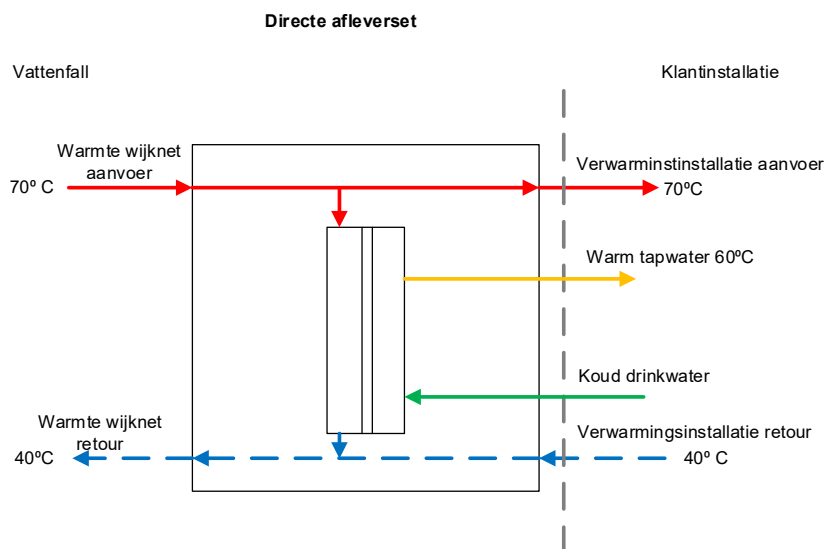 Directe afleverset
Vattenfall
Klantinstallatie
Warmte wijknet
aanvoer
70º C
Verwarminstinstallatie aanvoer
70ºC
Warm tapwater 60ºC
Koud drinkwater
Warmte wijknet
retour
40ºC
Verwarmingsinstallatie retour
40º C